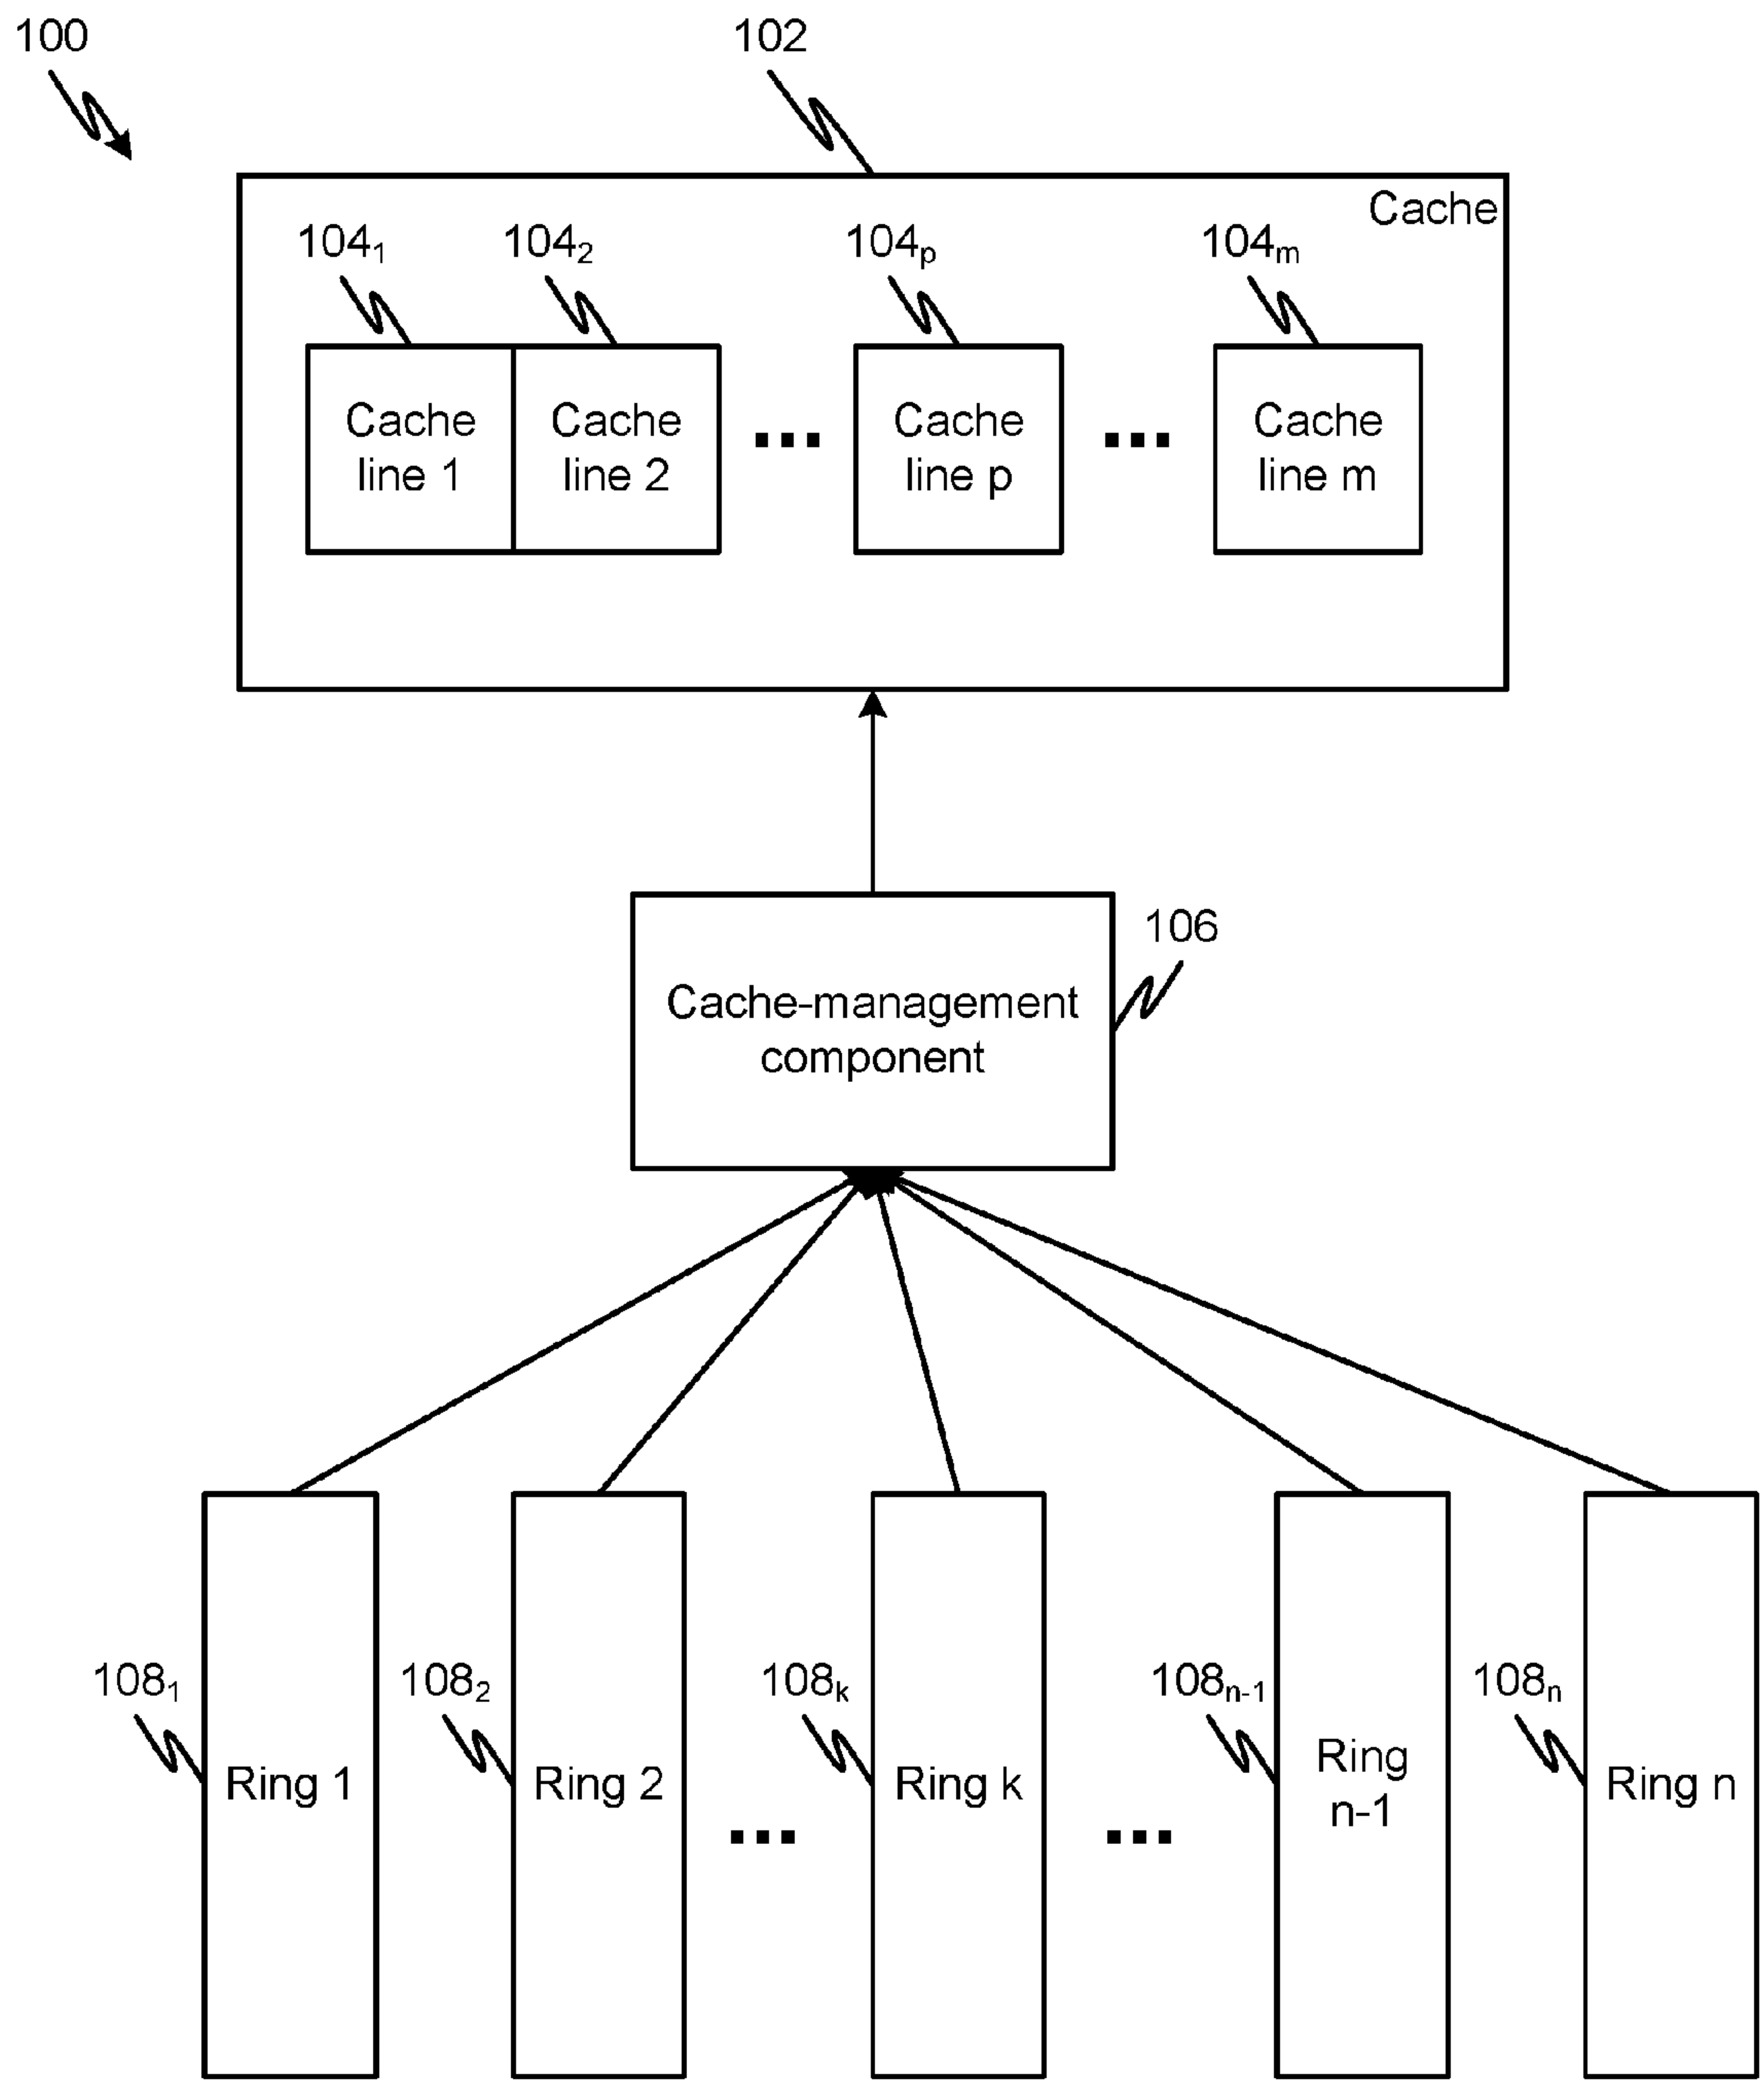 100
102
Cache
104₁
104₂
104ₚ
104ₘ
Cache
line 1
Cache
line 2
...
Cache
line p
...
Cache
line m
106
Cache-management
component
108₁
108₂
108ₖ
108ₙ₋₁
108ₙ
Ring 1
Ring 2
...
Ring k
...
Ring
n-1
Ring n